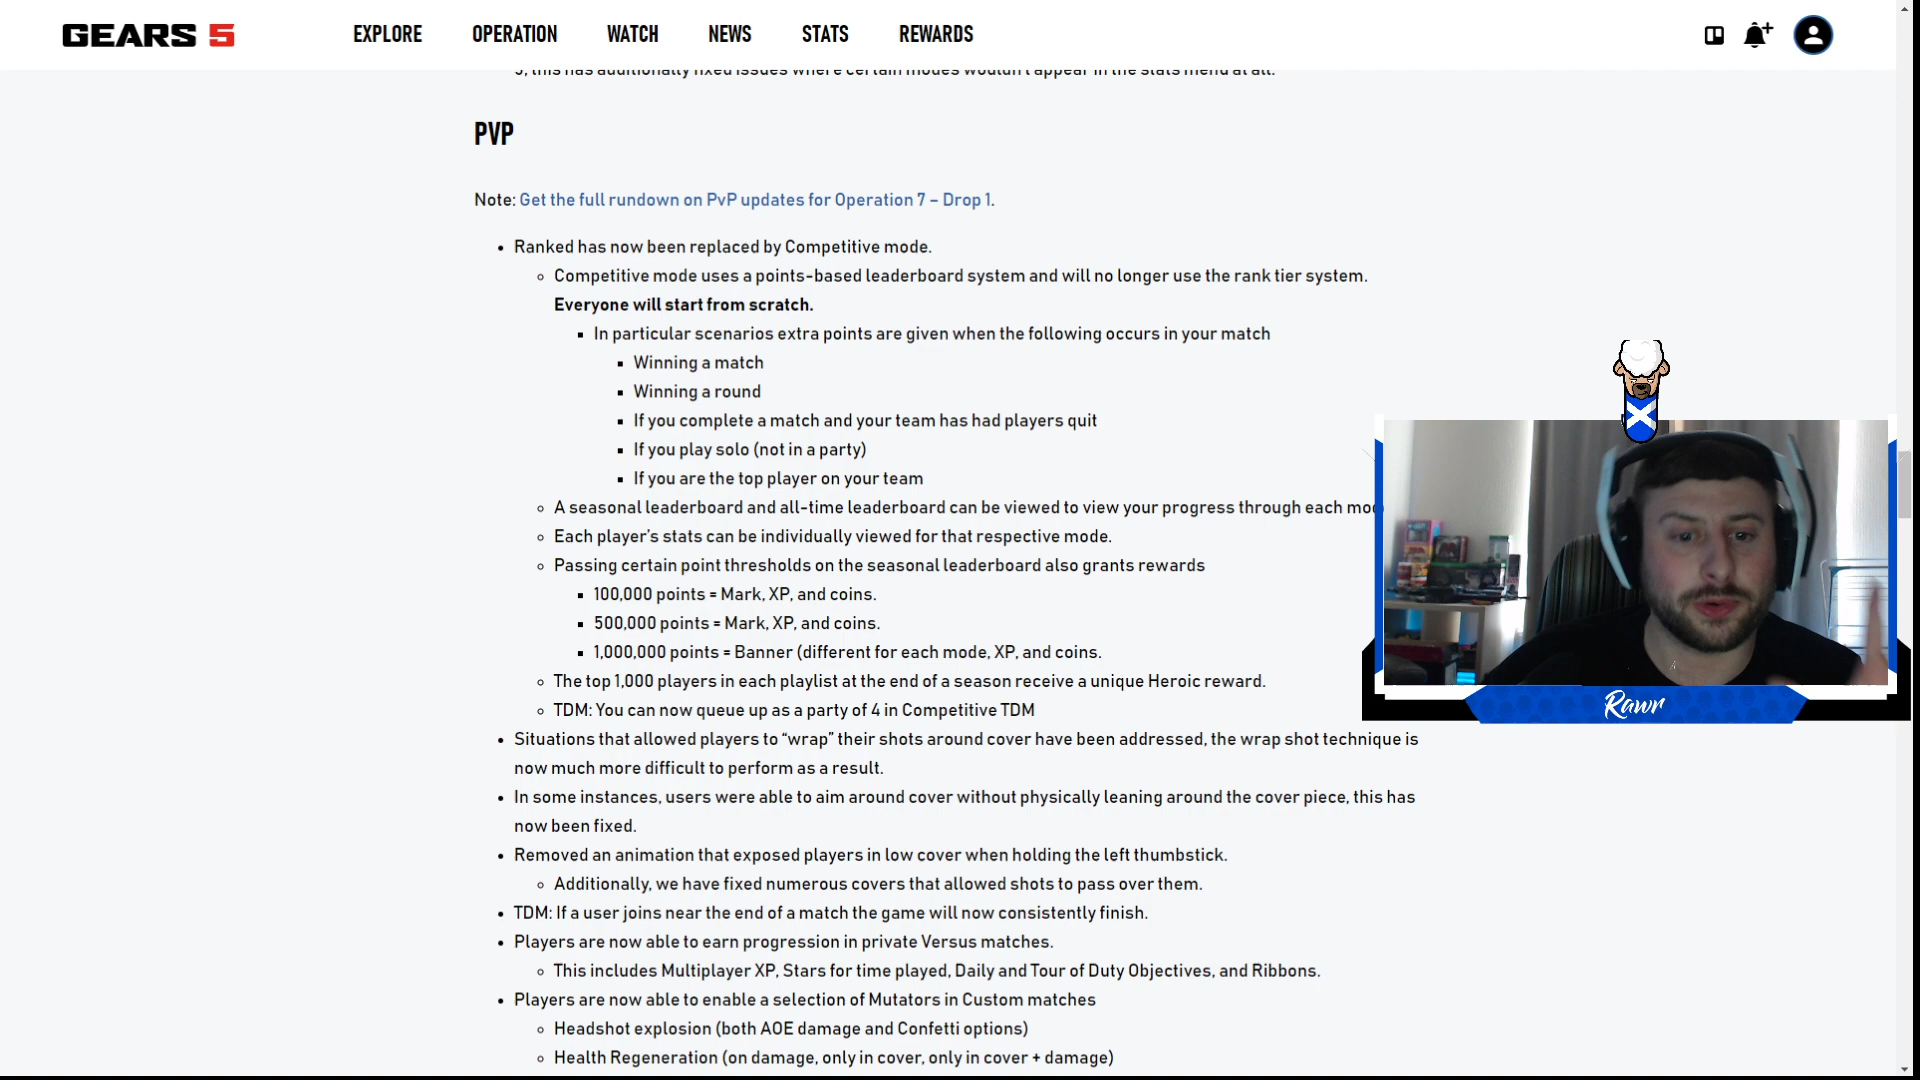 GEARS 5
EXPLORE
OPERATION
WATCH
NEWS
STATS
REWARDS
5, this has additionally fixed issues where certain modes wouldn't appear in the stats menu at all.
PVP
Note: Get the full rundown on PvP updates for Operation 7 – Drop 1.
• Ranked has now been replaced by Competitive mode.
Competitive mode uses a points-based leaderboard system and will no longer use the rank tier system.
Everyone will start from scratch.
▪ In particular scenarios extra points are given when the following occurs in your match
▪ Winning a match
▪ Winning a round
▪ If you complete a match and your team has had players quit
▪ If you play solo (not in a party)
▪ If you are the top player on your team
A seasonal leaderboard and all-time leaderboard can be viewed to view your progress through each
Each player's stats can be individually viewed for that respective mode.
Passing certain point thresholds on the seasonal leaderboard also grants rewards
▪ 100,000 points = Mark, XP, and coins.
▪ 500,000 points = Mark, XP, and coins.
▪ 1,000,000 points = Banner (different for each mode, XP, and coins.
The top 1,000 players in each playlist at the end of a season receive a unique Heroic reward.
TDM: You can now queue up as a party of 4 in Competitive TDM
Rawr
• Situations that allowed players to “wrap” their shots around cover have been addressed, the wrap shot technique is
now much more difficult to perform as a result.
• In some instances, users were able to aim around cover without physically leaning around the cover piece, this has
now been fixed.
• Removed an animation that exposed players in low cover when holding the left thumbstick.
Additionally, we have fixed numerous covers that allowed shots to pass over them.
• TDM: If a user joins near the end of a match the game will now consistently finish.
• Players are now able to earn progression in private Versus matches.
This includes Multiplayer XP, Stars for time played, Daily and Tour of Duty Objectives, and Ribbons.
• Players are now able to enable a selection of Mutators in Custom matches
Headshot explosion (both AOE damage and Confetti options)
Health Regeneration (on damage, only in cover, only in cover + damage)